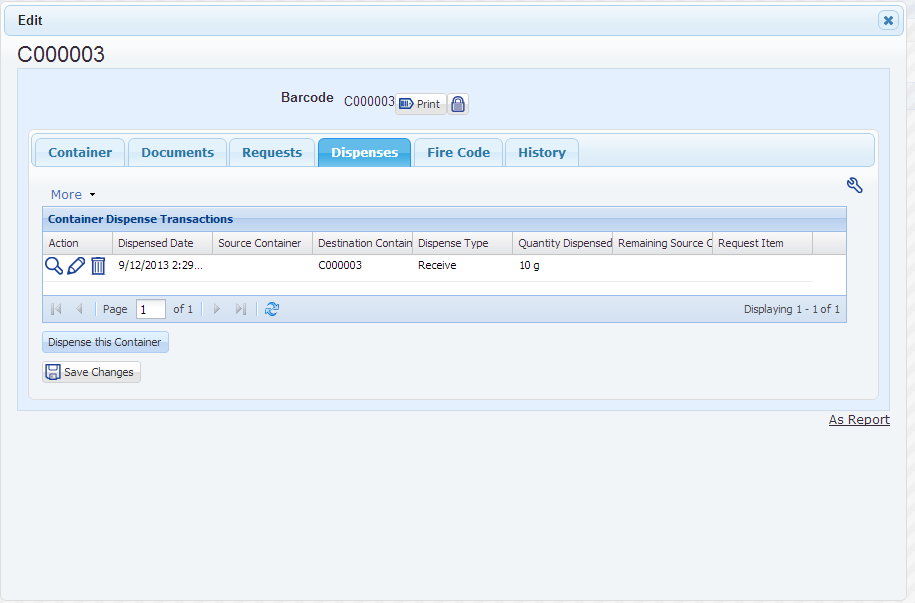 Edit
C000003
Barcode C000003 Print
Container Documents Requests Dispenses Fire Code History
More
Container Dispense Transactions
Action Dispensed Date Source Container Destination Contain Dispense Type Quantity Dispensed Remaining Source C Request Item
9/12/2013 2:29... C000003 Receive 10 g
Page 1 of 1 Displaying 1 - 1 of 1
Dispense this Container
Save Changes
As Report